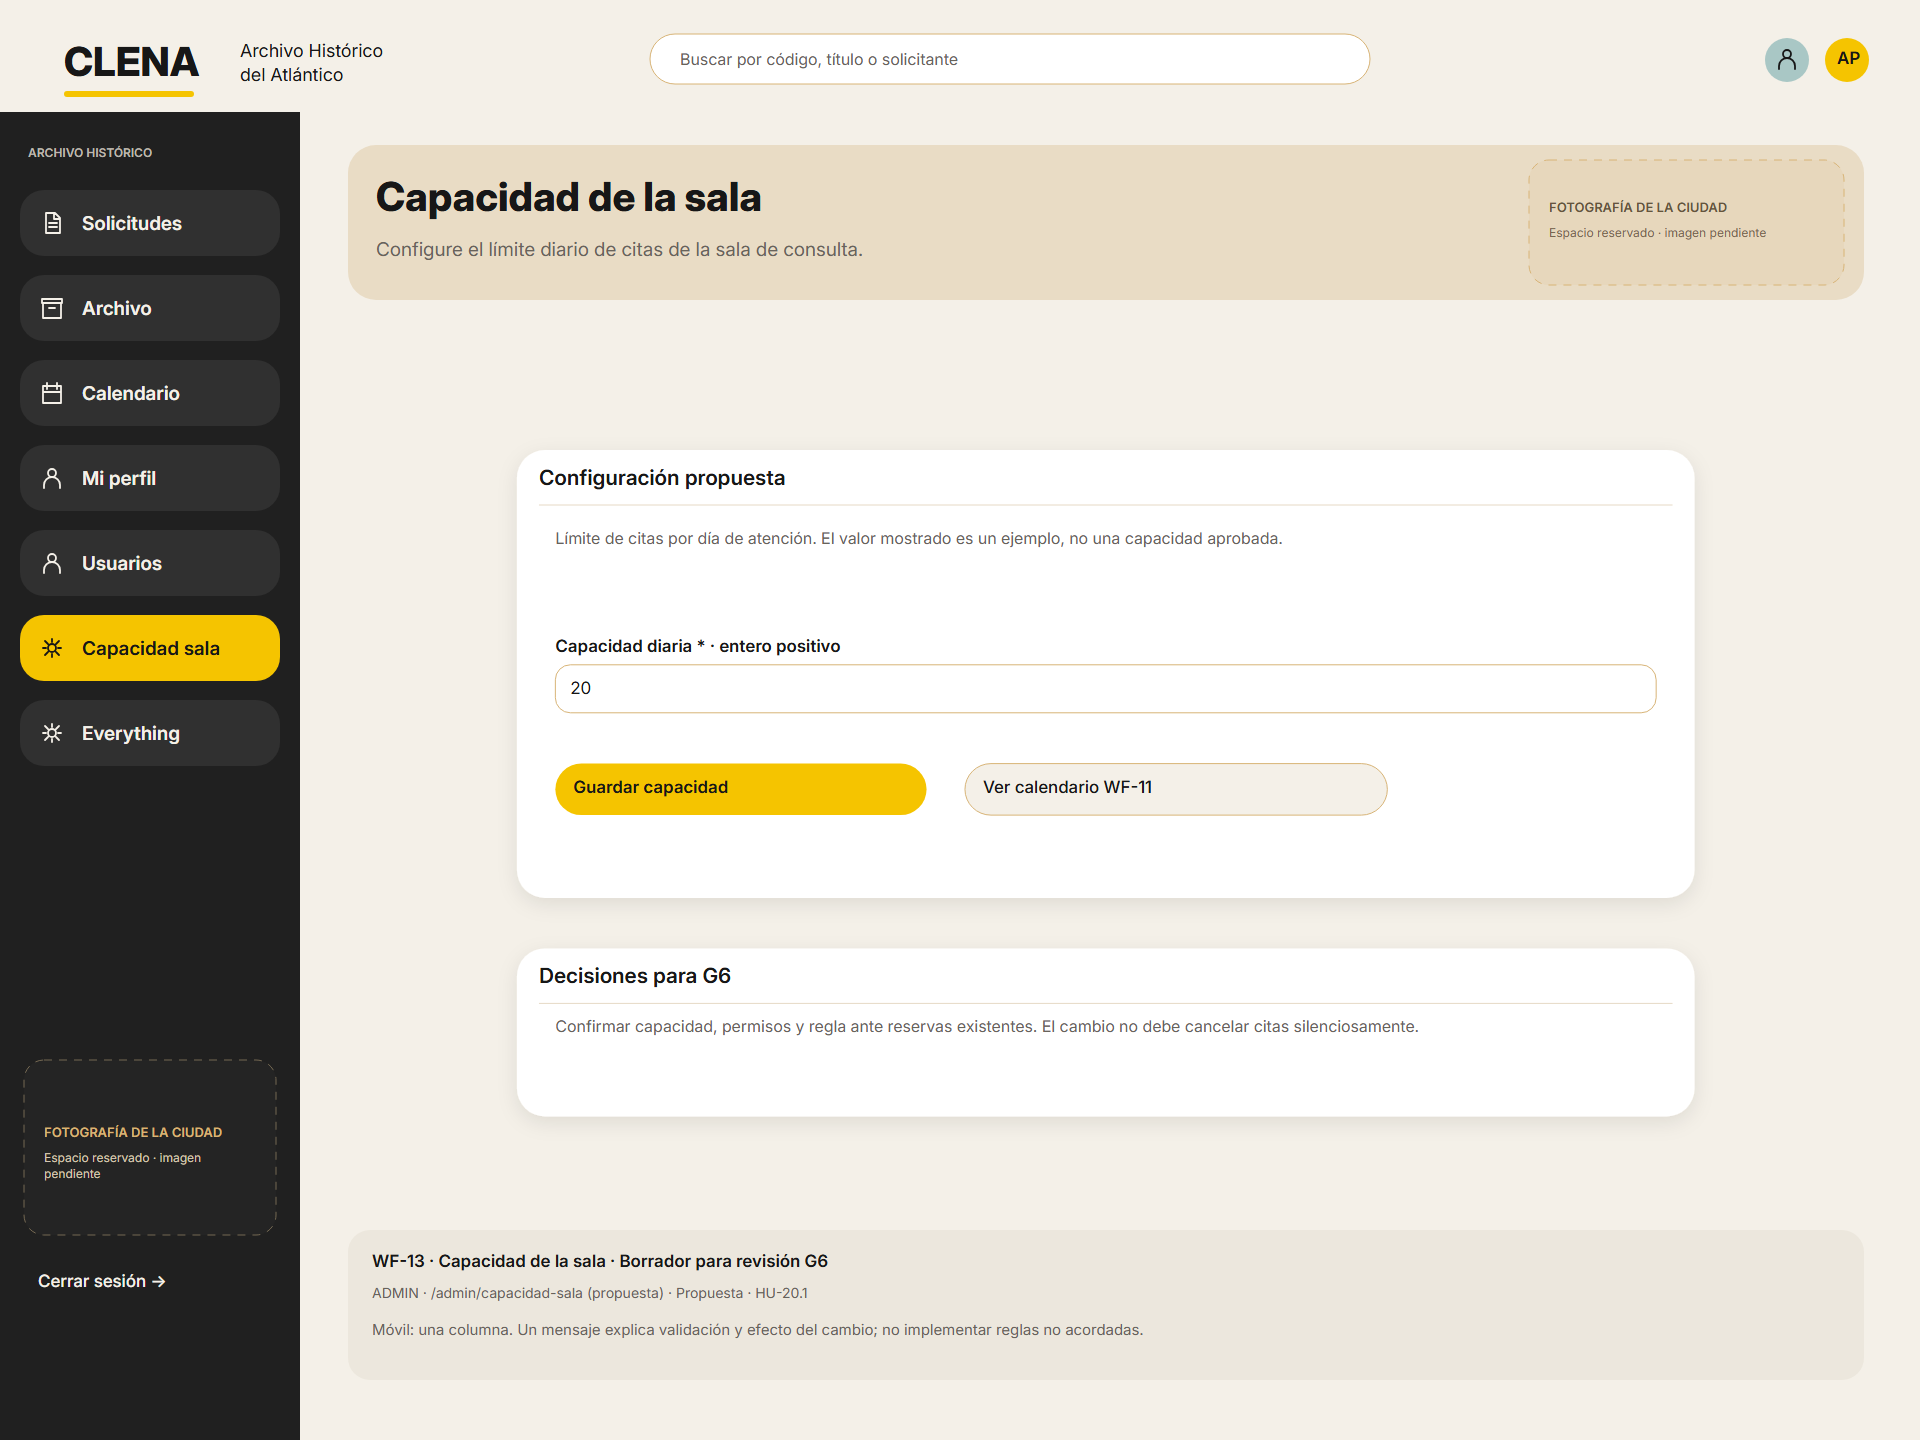 CLENA
Archivo Histórico
del Atlántico
Buscar por código, título o solicitante
AP
ARCHIVO HISTÓRICO
Solicitudes
Archivo
Calendario
Mi perfil
Usuarios
Capacidad sala
Everything
FOTOGRAFÍA DE LA CIUDAD
Espacio reservado · imagen
pendiente
Cerrar sesión →
Capacidad de la sala
Configure el límite diario de citas de la sala de consulta.
FOTOGRAFÍA DE LA CIUDAD
Espacio reservado · imagen pendiente
Configuración propuesta
Límite de citas por día de atención. El valor mostrado es un ejemplo, no una capacidad aprobada.
Capacidad diaria * · entero positivo
20
Guardar capacidad
Ver calendario WF-11
Decisiones para G6
Confirmar capacidad, permisos y regla ante reservas existentes. El cambio no debe cancelar citas silenciosamente.
WF-13 · Capacidad de la sala · Borrador para revisión G6
ADMIN · /admin/capacidad-sala (propuesta) · Propuesta · HU-20.1
Móvil: una columna. Un mensaje explica validación y efecto del cambio; no implementar reglas no acordadas.